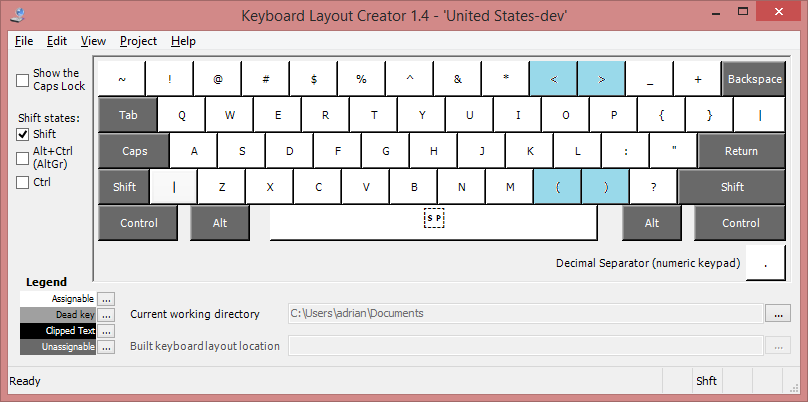 Keyboard Layout Creator 1.4 - 'United States-dev'
File Edit View Project Help
Show the
Caps Lock
~ ! @ # $ % ^ & * < > _ + Backspace
Tab Q W E R T Y U I O P { } |
Shift states:
Shift
Alt+Ctrl
(AltGr)
Ctrl
Caps A S D F G H J K L : " Return
Shift | Z X C V B N M ( ) ? Shift
Control Alt SP Alt Control
Decimal Separator (numeric keypad) .
Legend
Assignable ...
Dead key ...
Clipped Text ...
Unassignable ...
Current working directory C:\Users\adrian\Documents ...
Built keyboard layout location ...
Ready Shft